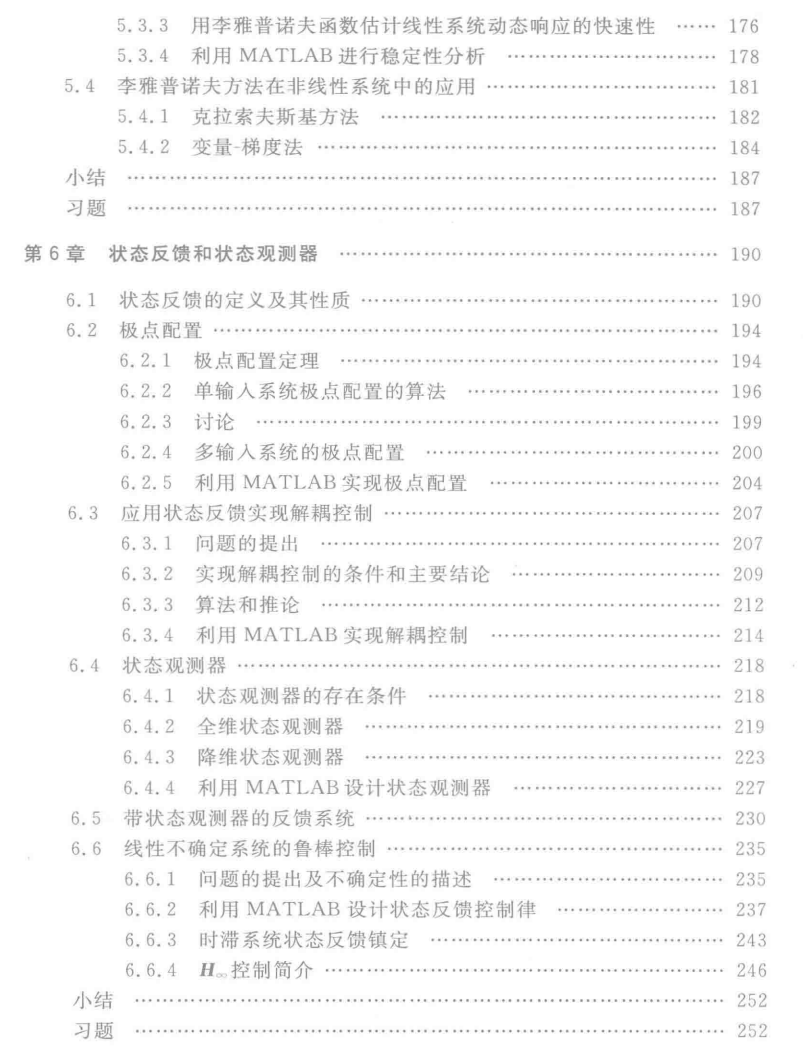 5.3.3 用李雅普诺夫函数估计线性系统动态响应的快速性 …… 176
5.3.4 利用 MATLAB 进行稳定性分析 …………………… 178
5.4 李雅普诺夫方法在非线性系统中的应用 …………………… 181
5.4.1 克拉索夫斯基方法 …………………… 182
5.4.2 变量-梯度法 …………………… 184
小结 …………………… 187
习题 …………………… 187
第 6 章 状态反馈和状态观测器 …………………… 190
6.1 状态反馈的定义及其性质 …………………… 190
6.2 极点配置 …………………… 194
6.2.1 极点配置定理 …………………… 194
6.2.2 单输入系统极点配置的算法 …………………… 196
6.2.3 讨论 …………………… 199
6.2.4 多输入系统的极点配置 …………………… 200
6.2.5 利用 MATLAB 实现极点配置 …………………… 204
6.3 应用状态反馈实现解耦控制 …………………… 207
6.3.1 问题的提出 …………………… 207
6.3.2 实现解耦控制的条件和主要结论 …………………… 209
6.3.3 算法和推论 …………………… 212
6.3.4 利用 MATLAB 实现解耦控制 …………………… 214
6.4 状态观测器 …………………… 218
6.4.1 状态观测器的存在条件 …………………… 218
6.4.2 全维状态观测器 …………………… 219
6.4.3 降维状态观测器 …………………… 223
6.4.4 利用 MATLAB 设计状态观测器 …………………… 227
6.5 带状态观测器的反馈系统 …………………… 230
6.6 线性不确定系统的鲁棒控制 …………………… 235
6.6.1 问题的提出及不确定性的描述 …………………… 235
6.6.2 利用 MATLAB 设计状态反馈控制律 …………………… 237
6.6.3 时滞系统状态反馈镇定 …………………… 243
6.6.4 H∞控制简介 …………………… 246
小结 …………………… 252
习题 …………………… 252